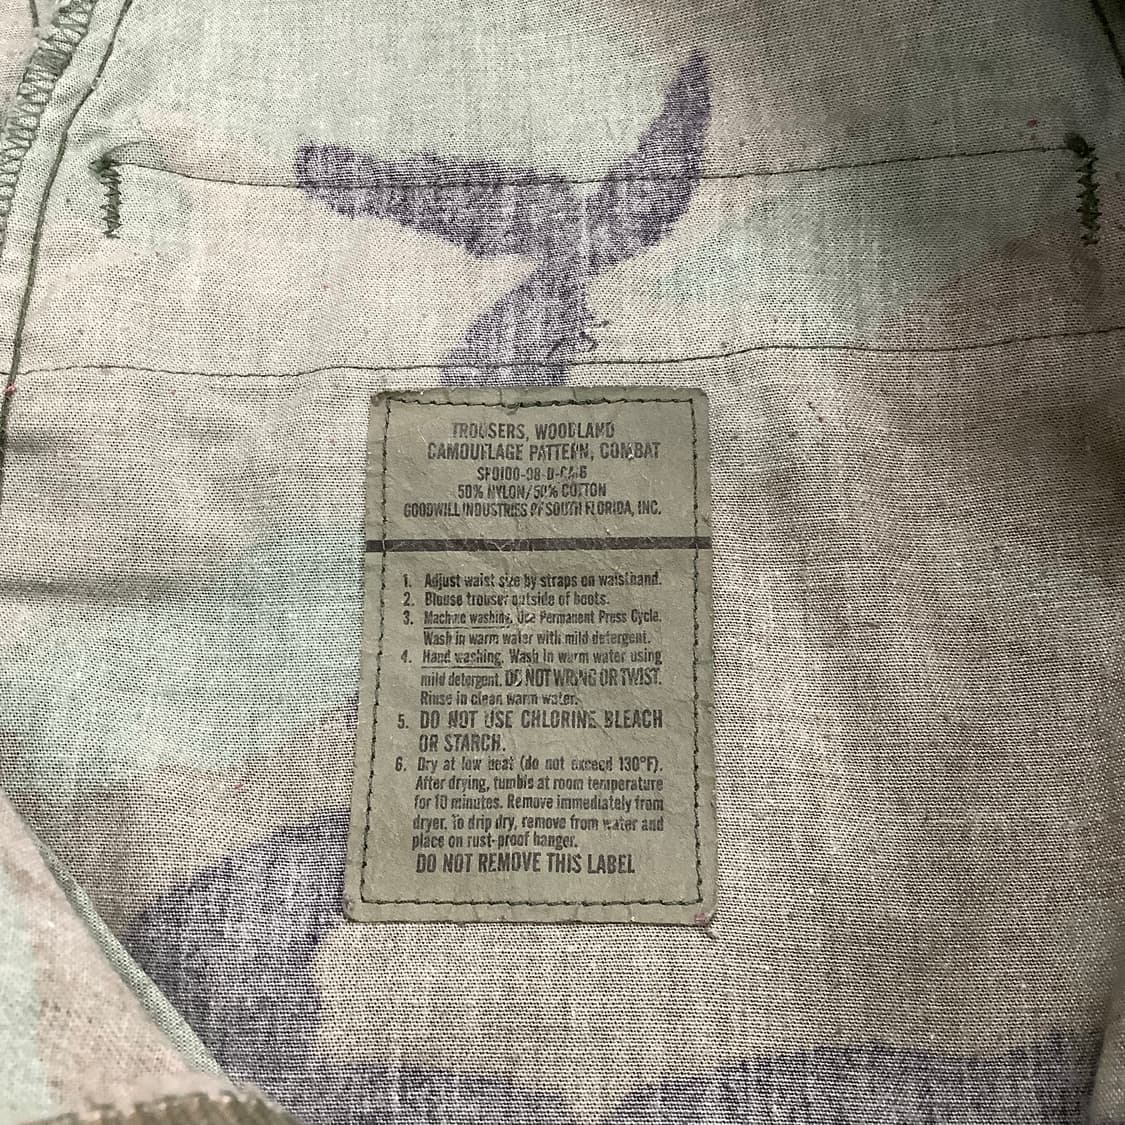 TROUSERS, WOODLAND
CAMOUFLAGE PATTERN, COMBAT
50% NYLON/50% COTTON
GOODWILL INDUSTRIES OF SOUTH FLORIDA, INC.
1. Adjust waist size by straps on waistband.
2. Blouse trouser outside of boots.
3. Machine washing. Use Permanent Press Cycle.
Wash in warm water with mild detergent.
4. Hand washing. Wash in warm water using
mild detergent. DO NOT WRING OR TWIST.
Rinse in clean warm water.
5. DO NOT USE CHLORINE BLEACH
OR STARCH.
6. Dry at low heat (do not exceed 130°F).
After drying, tumble at room temperature
for 10 minutes. Remove immediately from
dryer. To drip dry, remove from water and
place on rust-proof hanger.
DO NOT REMOVE THIS LABEL